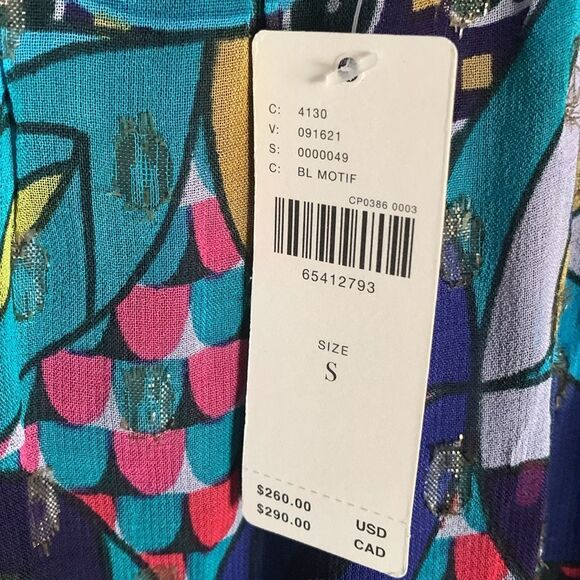 C: 4130
V: 091621
S: 0000049
C: BL MOTIF
CP0386 0003
65412793
SIZE
S
$260.00 USD
$290.00 CAD